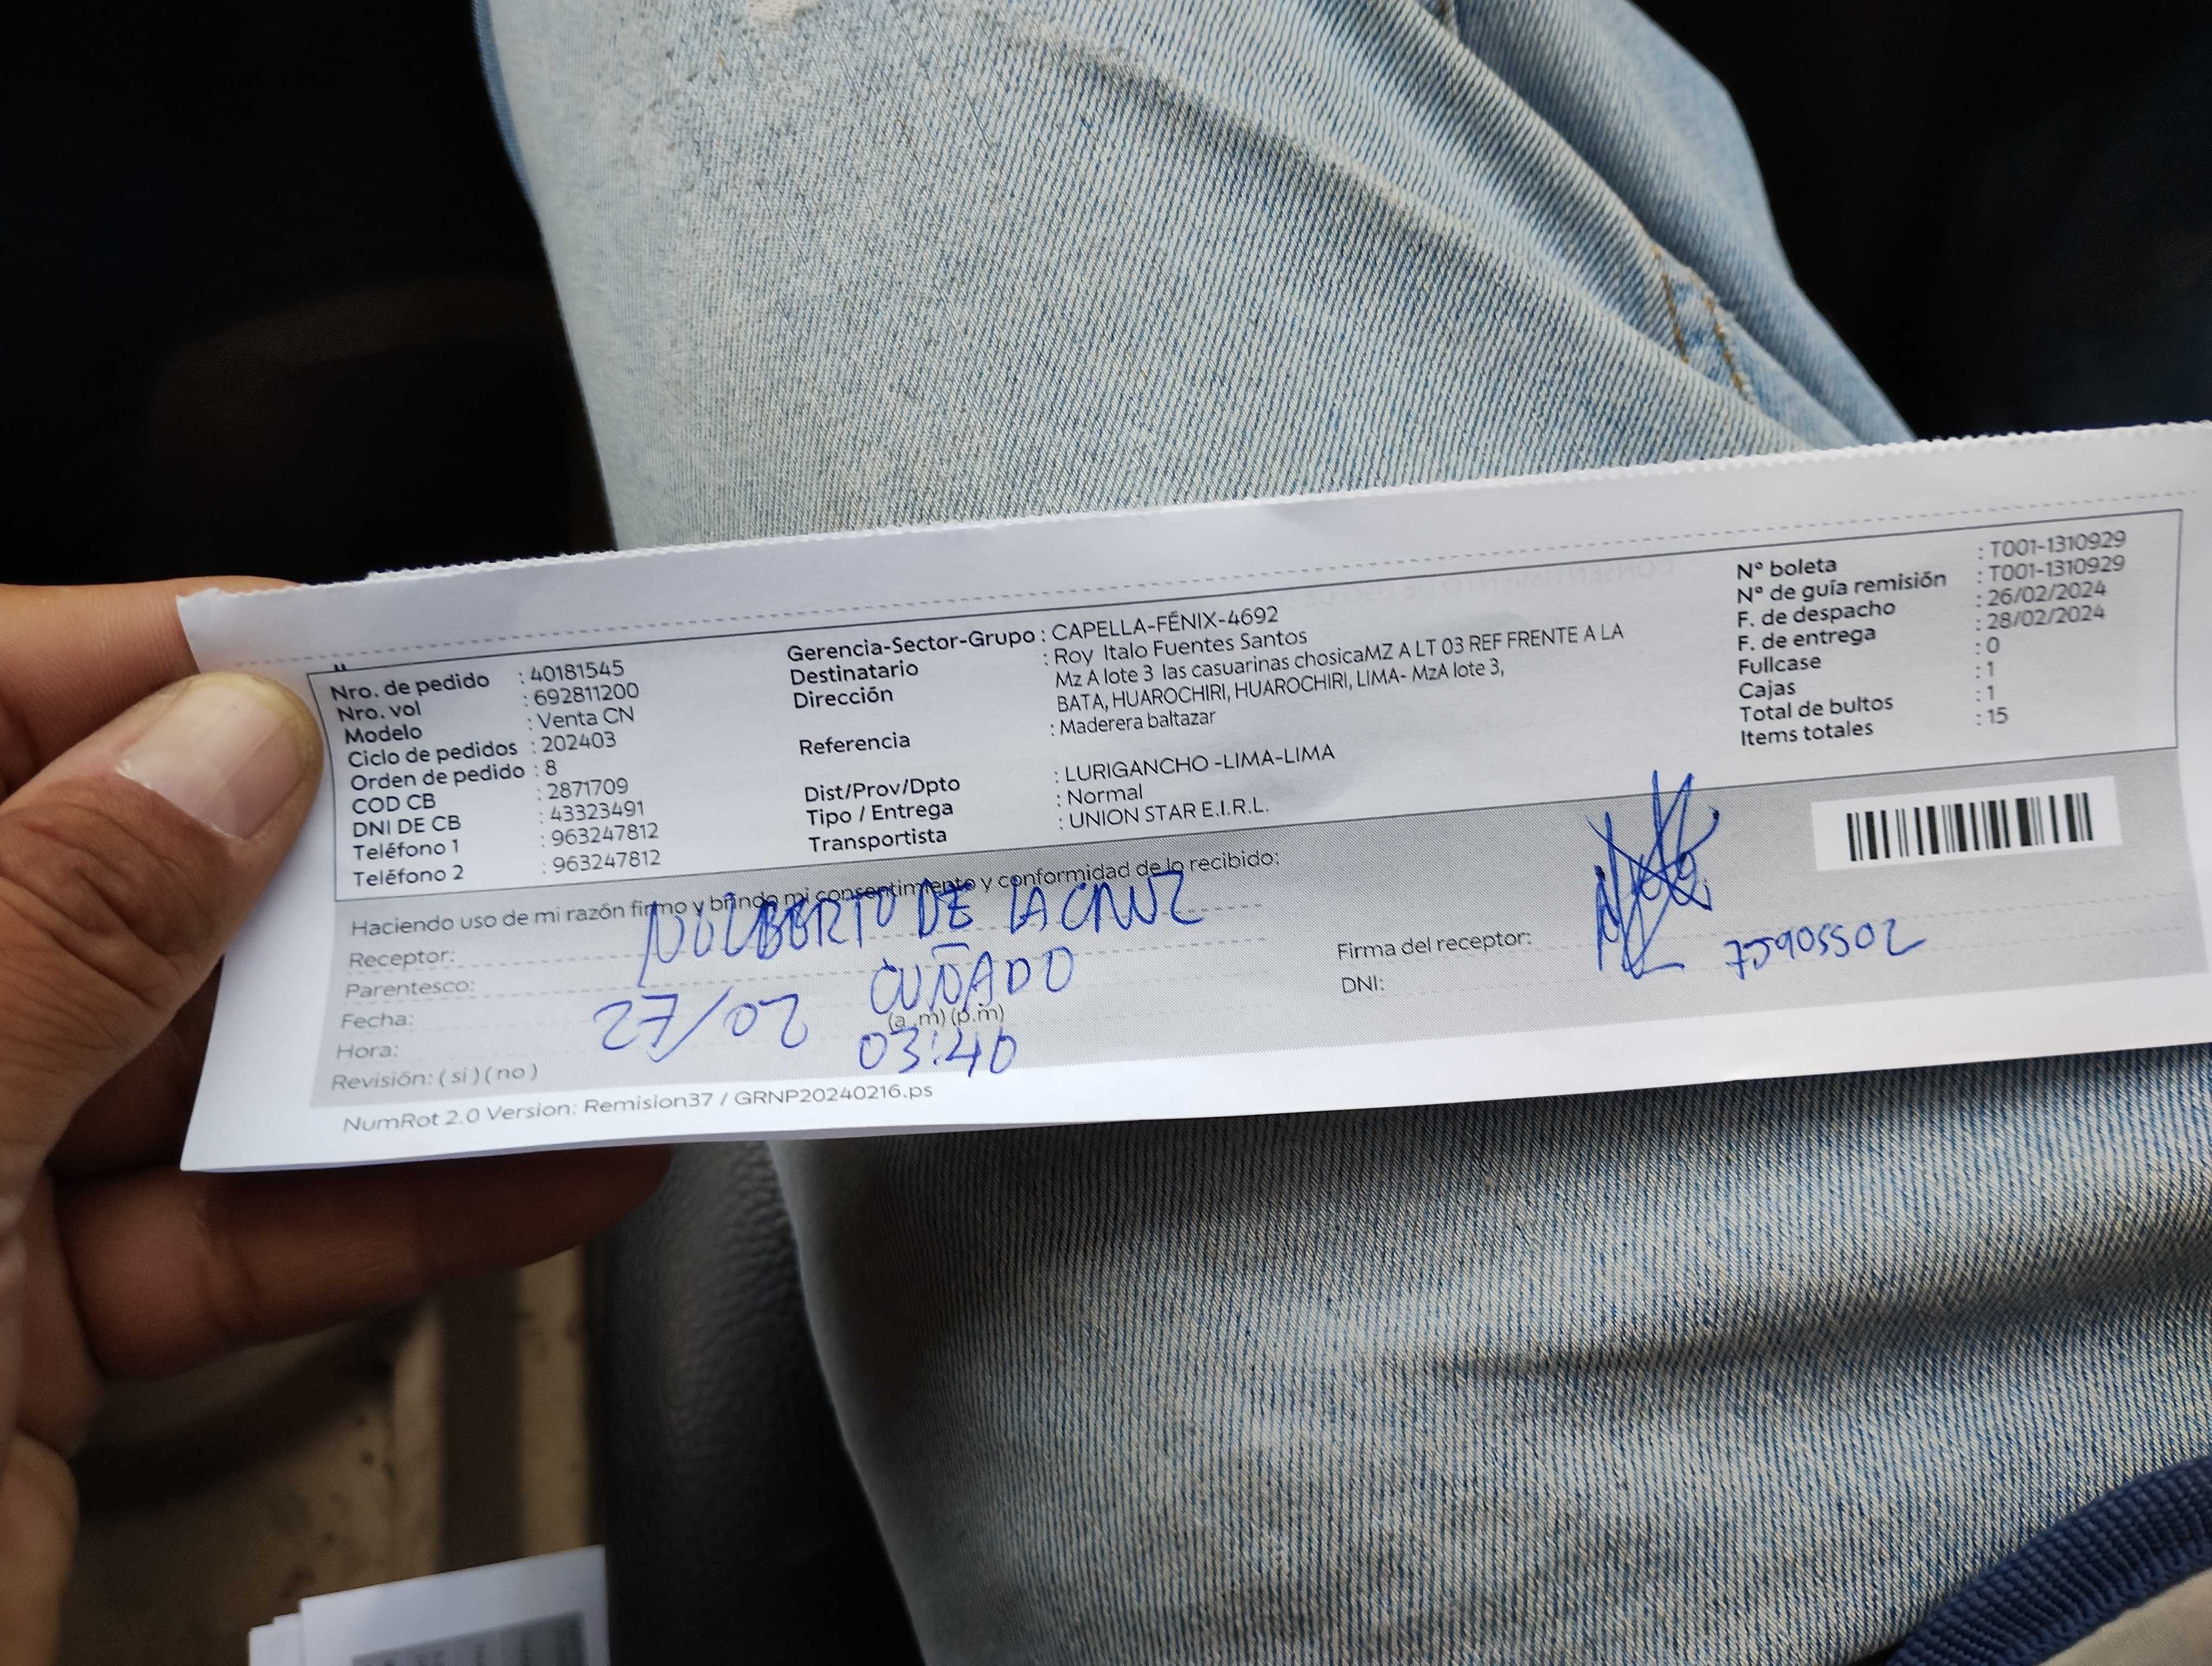 Nro. de pedido : 40181545
Nro. vol : 692811200
Modelo : Venta CN
Ciclo de pedidos : 202403
Orden de pedido : 8
COD CB : 2871709
DNI DE CB : 43323491
Teléfono 1 : 963247812
Teléfono 2 : 963247812
Gerencia-Sector-Grupo : CAPELLA-FÉNIX-4692
Destinatario : Roy Italo Fuentes Santos
Dirección Mz A lote 3 las casuarinas chosicaMZ A LT 03 REF FRENTE A LA
BATA, HUAROCHIRI, HUAROCHIRI, LIMA- MzA lote 3,
Referencia : Maderera baltazar
Dist/Prov/Dpto : LURIGANCHO -LIMA-LIMA
Tipo / Entrega : Normal
Transportista : UNION STAR E.I.R.L.
N° boleta : T001-1310929
N° de guía remisión : T001-1310929
F. de despacho : 26/02/2024
F. de entrega : 28/02/2024
Fullcase : 0
Cajas : 1
Total de bultos : 1
Items totales : 15
Haciendo uso de mi razón firmo y brindo mi consentimiento y conformidad de lo recibido:
Receptor: DE LA CRUZ
Parentesco: CUÑADO
Fecha: 27/02
Hora: (a .m) (p.m) 03:40
Revisión: ( si ) ( no )
Firma del receptor:
DNI: 75905502
NumRot 2.0 Version: Remision37 / GRNP20240216.ps